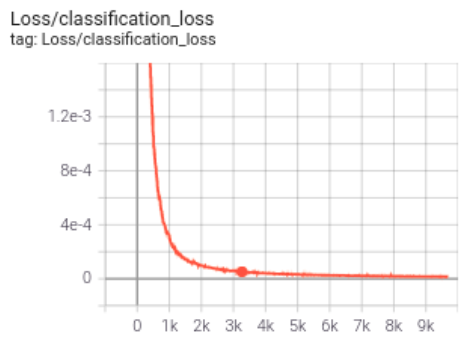 Loss/classification_loss
tag: Loss/classification_loss
1.2e-3
8e-4
4e-4
0
0 1k 2k 3k 4k 5k 6k 7k 8k 9k